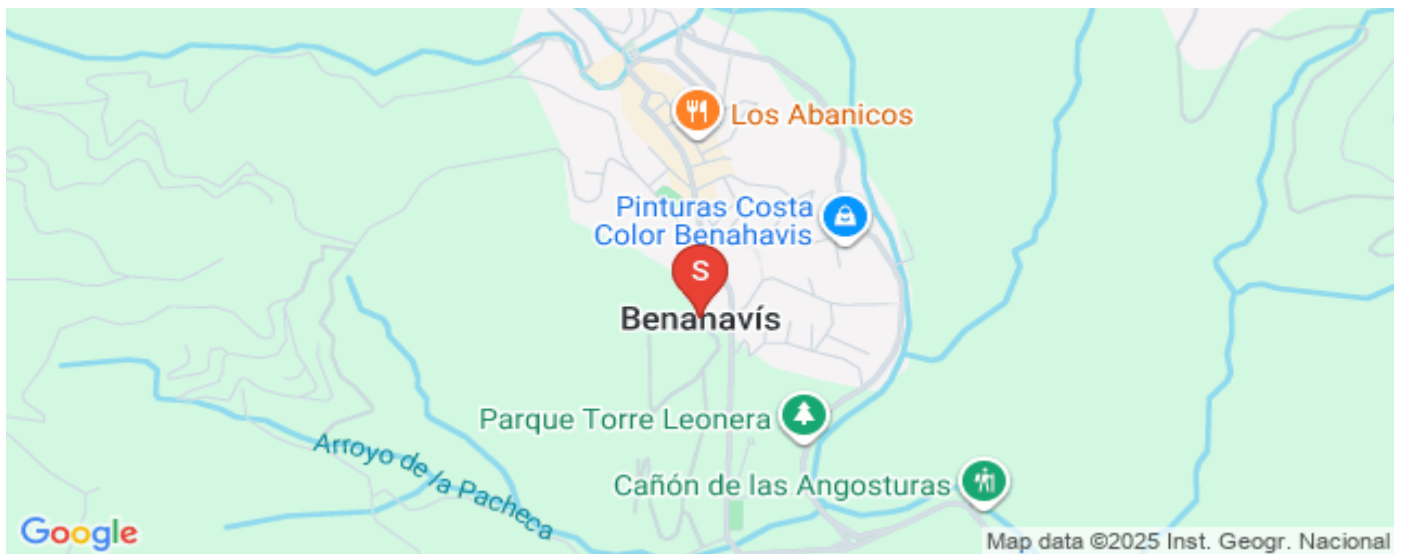 Los Abanicos
Pinturas Costa
Color Benahavis
S
Benahavís
Parque Torre Leonera
Arroyo de la Pacheca
Cañón de las Angosturas
Google
Map data ©2025 Inst. Geogr. Nacional